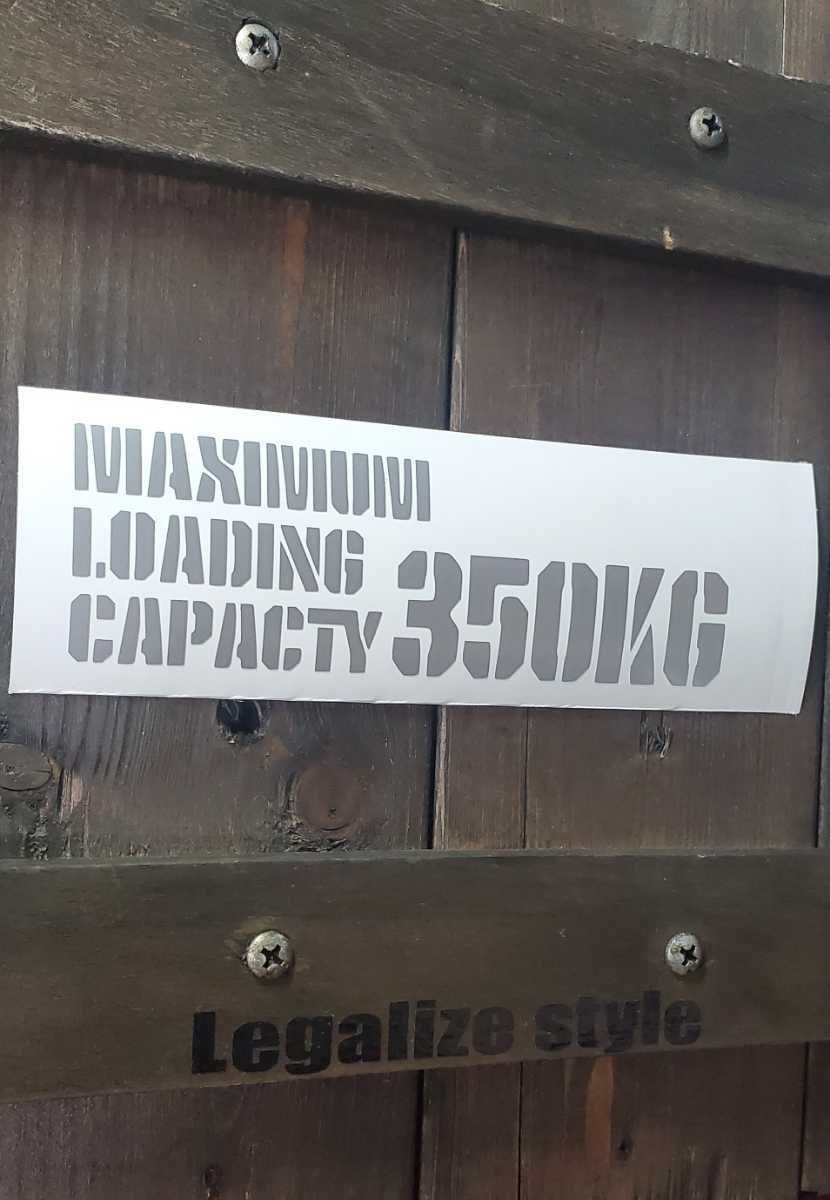 MAXIMUM
LOADING
CAPACTY 350KG
Legalize style